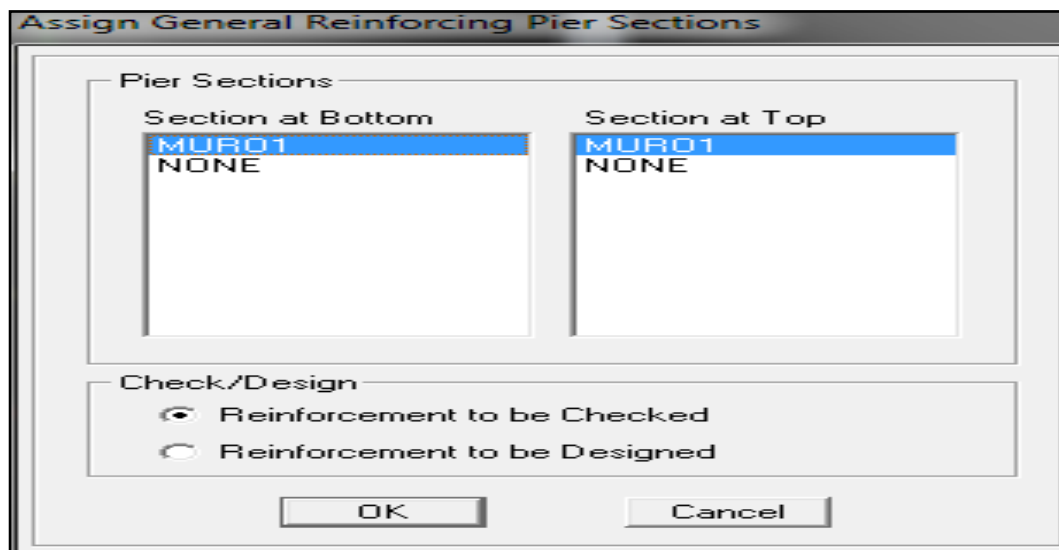 Assign General Reinforcing Pier Sections
Pier Sections
Section at Bottom
MURO1
NONE
Section at Top
MURO1
NONE
Check/Design
Reinforcement to be Checked
Reinforcement to be Designed
OK
Cancel